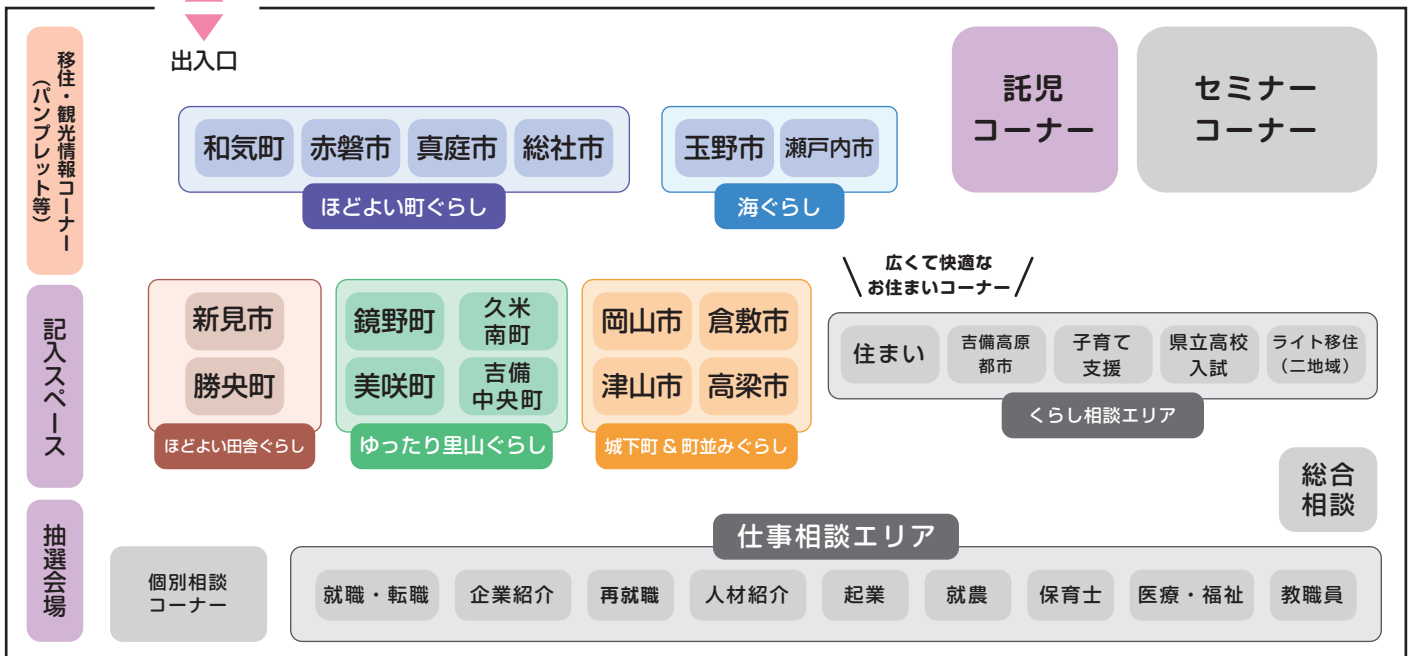 出入口
移住・観光情報コーナー
（パンプレット等）
記入スペース
抽選会場
和気町
赤磐市
真庭市
総社市
ほどよい町ぐらし
玉野市
瀬戸内市
海ぐらし
託児
コーナー
セミナー
コーナー
新見市
勝央町
ほどよい田舎ぐらし
鏡野町
久米
南町
美咲町
吉備
中央町
ゆったり里山ぐらし
岡山市
倉敷市
津山市
高梁市
城下町＆町並みぐらし
広くて快適な
お住まいコーナー
住まい
吉備高原
都市
子育て
支援
県立高校
入試
ライト移住
（二地域）
くらし相談エリア
総合
相談
個別相談
コーナー
仕事相談エリア
就職・転職
企業紹介
再就職
人材紹介
起業
就農
保育士
医療・福祉
教職員